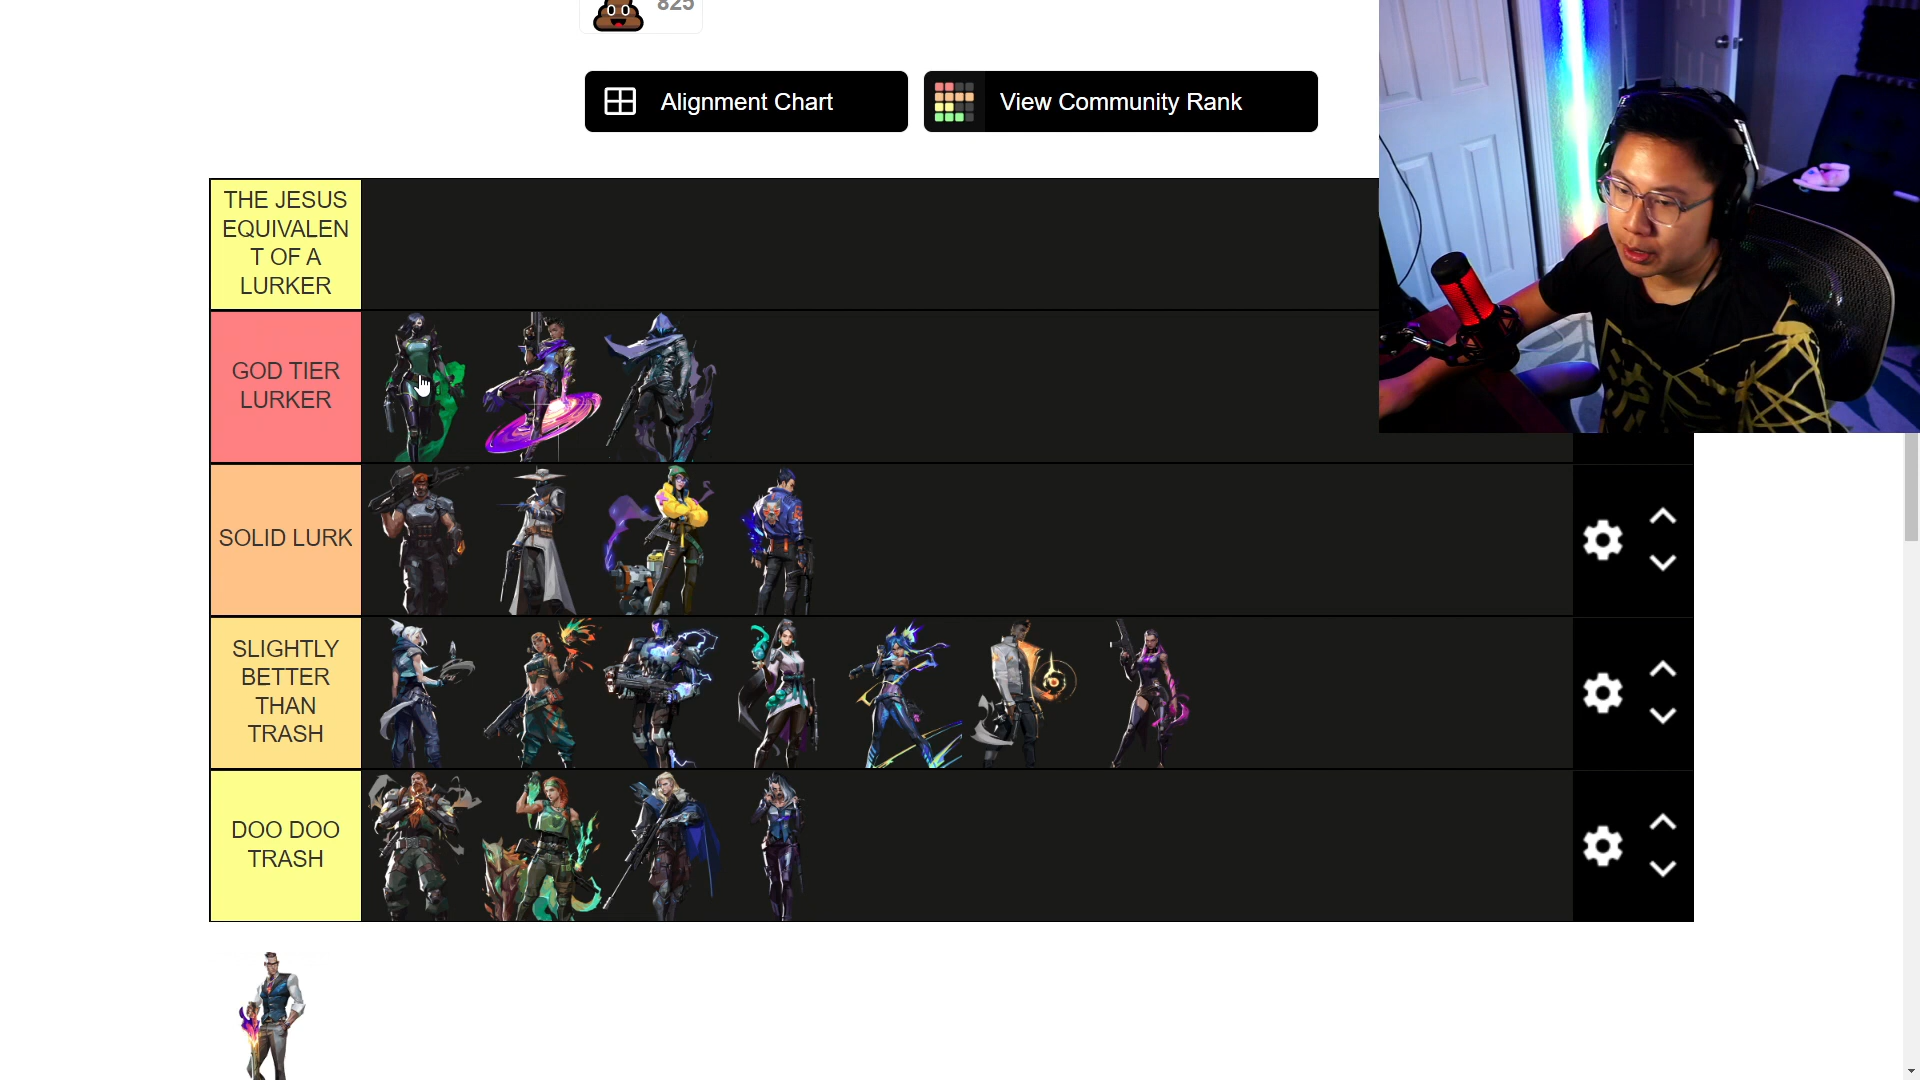 825
Alignment Chart
View Community Rank
THE JESUS
EQUIVALEN
T OF A
LURKER
GOD TIER
LURKER
SOLID LURK
SLIGHTLY
BETTER
THAN
TRASH
DOO DOO
TRASH